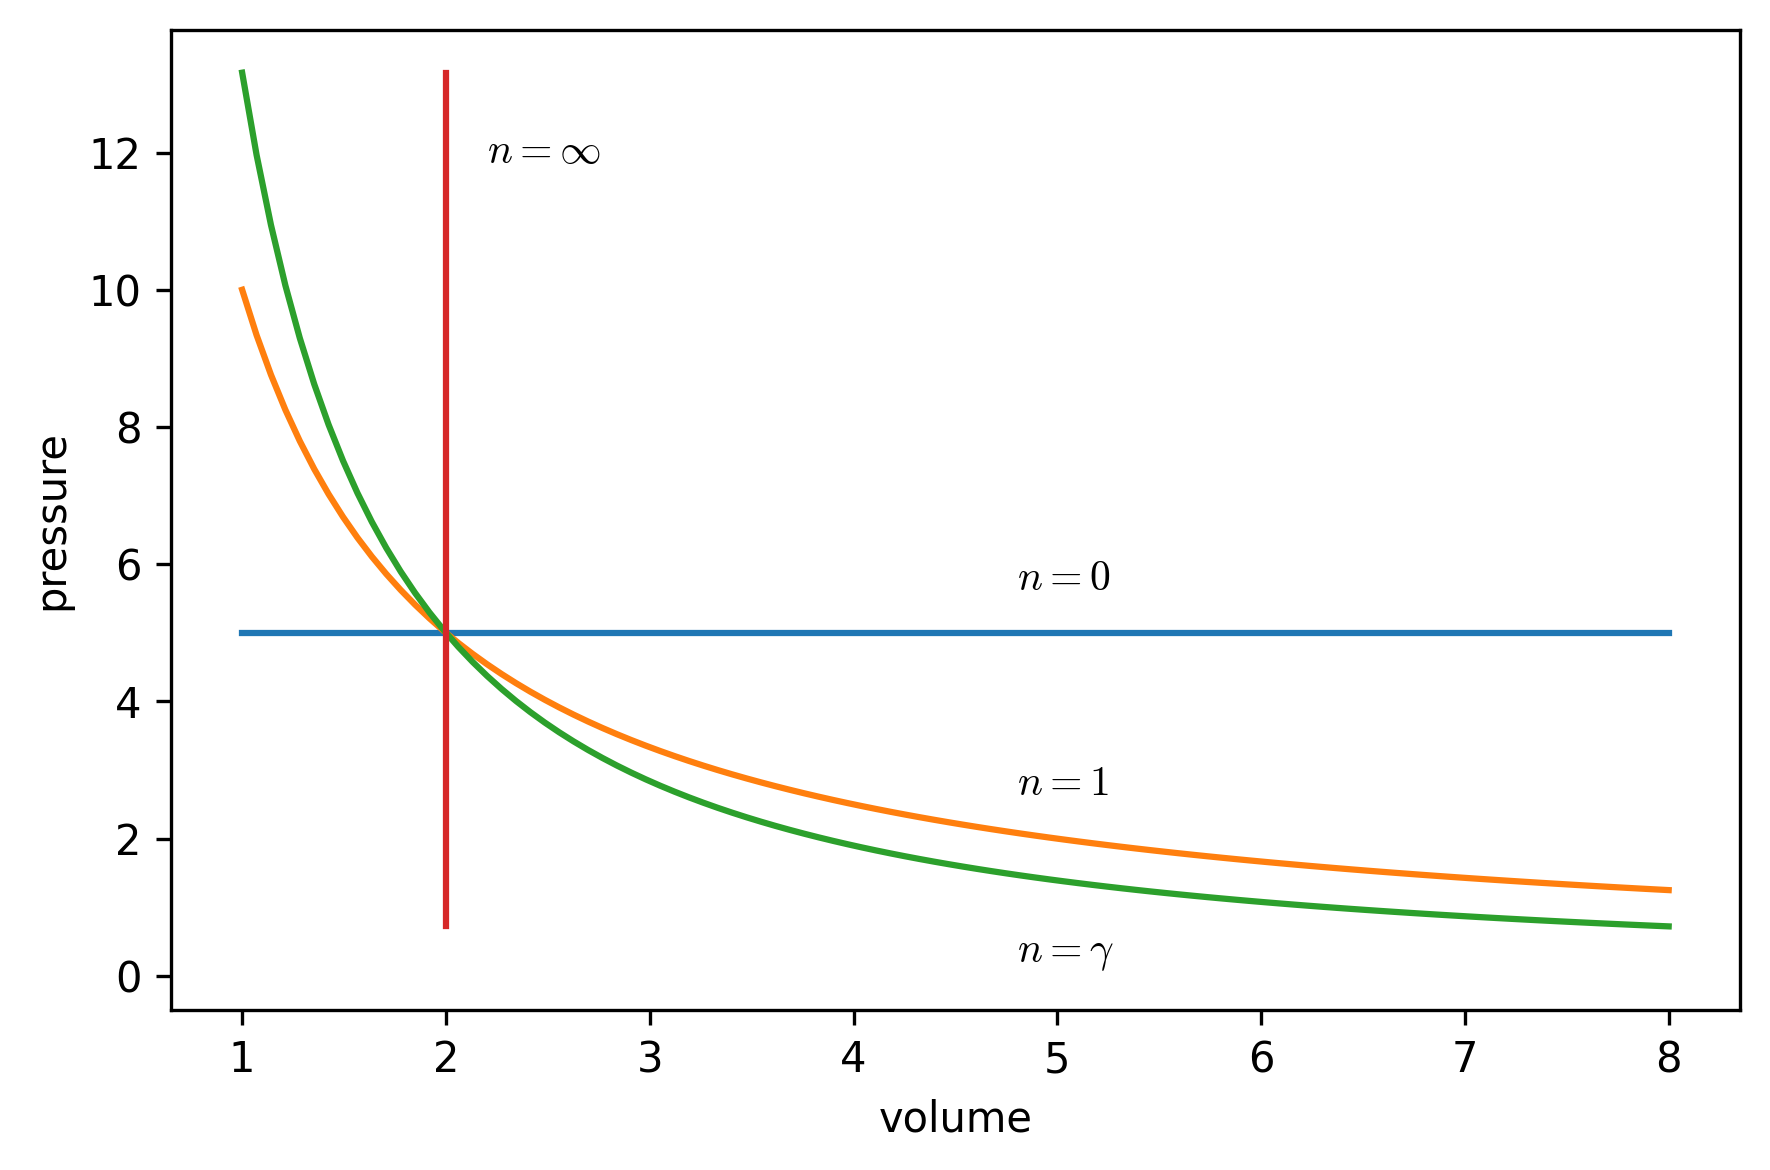 12
10
8
6
4
2
0
pressure
n = ∞
n = 0
n = 1
n = γ
1 2 3 4 5 6 7 8
volume